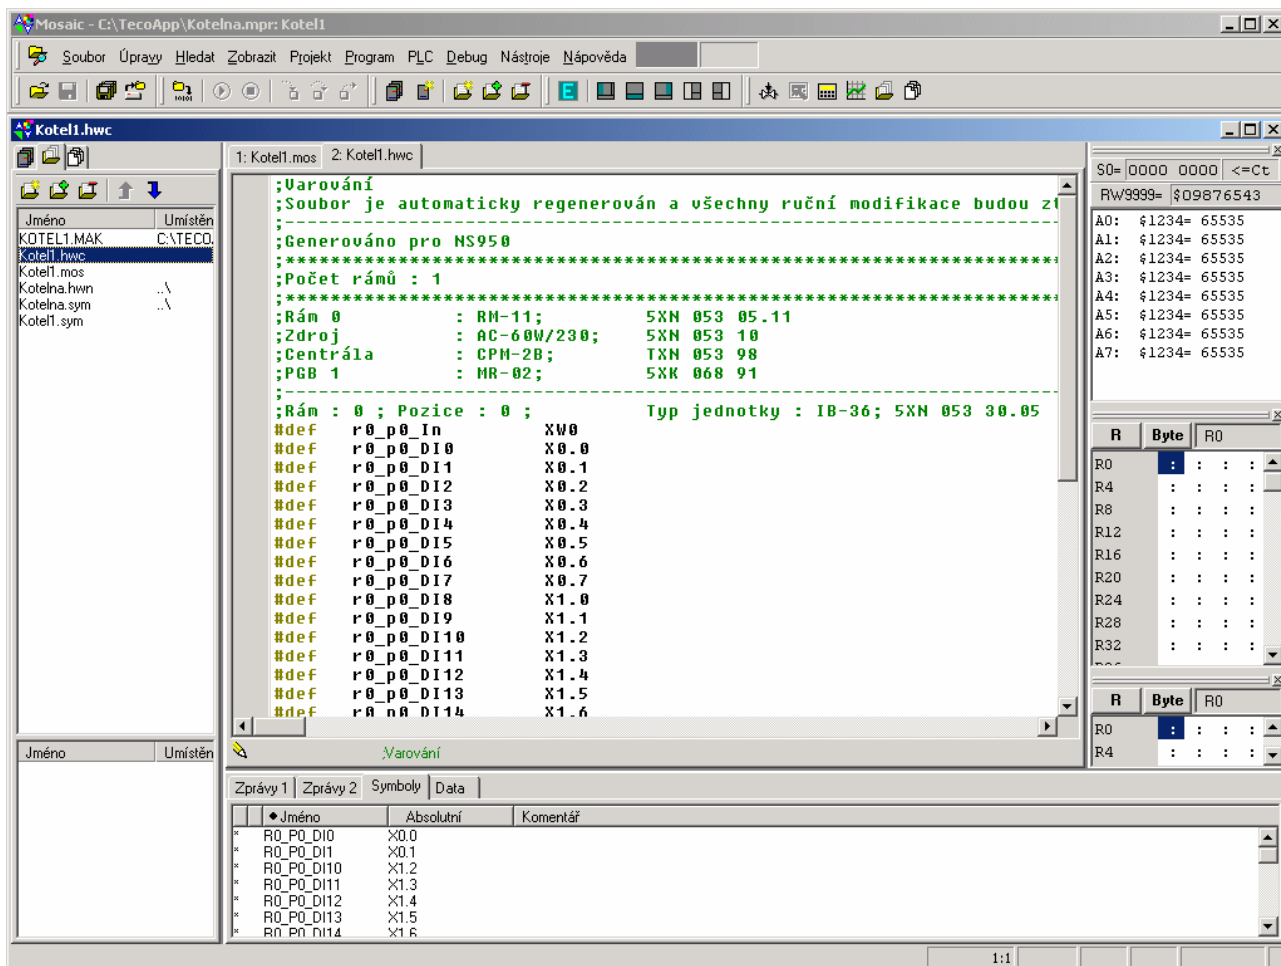 Mosaic - C:\TecoApp\Kotelna.mpr: Kotel1
Soubor Úpravy Hledat Zobrazit Projekt Program PLC Debug Nástroje Nápověda
Kotel1.hwc
Jméno Umístěn
KOTEL1.MAK C:\TECO.
Kotel1.hwc
Kotel1.mos
Kotelna.hwn ..\
Kotelna.sym ..\
Kotel1.sym
Jméno Umístěn
1: Kotel1.mos 2: Kotel1.hwc
;Varování
;Soubor je automaticky regenerován a všechny ruční modifikace budou zt
;------------------------------------------------------------------
;Generováno pro NS950
;******************************************************************
;Počet rámů : 1
;******************************************************************
;Rám 0 : RM-11; 5XN 053 05.11
;Zdroj : AC-60W/230; 5XN 053 10
;Centrála : CPM-2B; TXN 053 98
;PGB 1 : MR-02; 5XK 068 91
;------------------------------------------------------------------
;Rám : 0 ; Pozice : 0 ; Typ jednotky : IB-36; 5XN 053 30.05
#def r0_p0_In XW0
#def r0_p0_DI0 X0.0
#def r0_p0_DI1 X0.1
#def r0_p0_DI2 X0.2
#def r0_p0_DI3 X0.3
#def r0_p0_DI4 X0.4
#def r0_p0_DI5 X0.5
#def r0_p0_DI6 X0.6
#def r0_p0_DI7 X0.7
#def r0_p0_DI8 X1.0
#def r0_p0_DI9 X1.1
#def r0_p0_DI10 X1.2
#def r0_p0_DI11 X1.3
#def r0_p0_DI12 X1.4
#def r0_p0_DI13 X1.5
#def r0_p0_DI14 X1.6
;Varování
S0= 0000 0000 <=Ct
RW9999= $09876543
A0: $1234= 65535
A1: $1234= 65535
A2: $1234= 65535
A3: $1234= 65535
A4: $1234= 65535
A5: $1234= 65535
A6: $1234= 65535
A7: $1234= 65535
R Byte R0
R0 : : : :
R4 : : : :
R8 : : : :
R12 : : : :
R16 : : : :
R20 : : : :
R24 : : : :
R28 : : : :
R32 : : : :
R Byte R0
R0 : : : :
R4 : : : :
Zprávy 1 Zprávy 2 Symboly Data
Jméno Absolutní Komentář
* R0_P0_DI0 X0.0
* R0_P0_DI1 X0.1
* R0_P0_DI10 X1.2
* R0_P0_DI11 X1.3
* R0_P0_DI12 X1.4
* R0_P0_DI13 X1.5
* R0_P0_DI14 X1.6
1:1